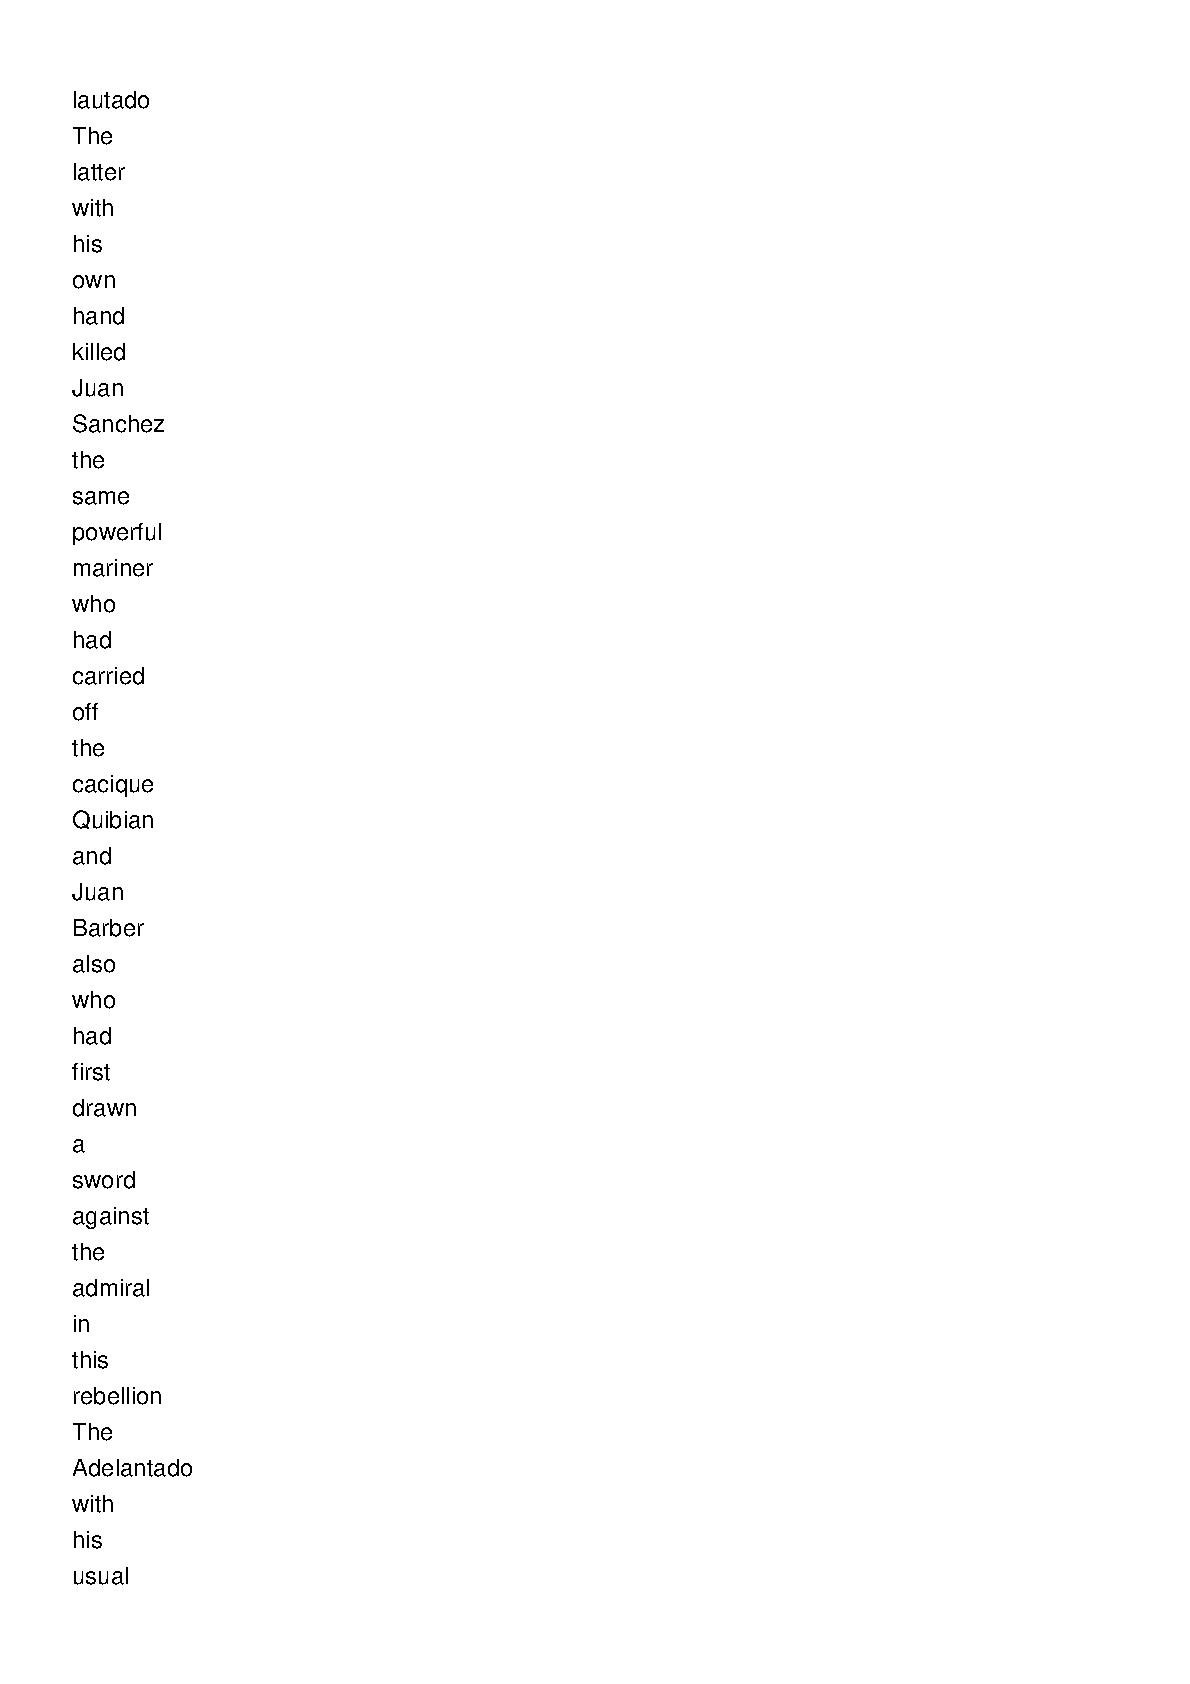 lautado
The
latter
with
his
own
hand
killed
Juan
Sanchez
the
same
powerful
mariner
who
had
carried
off
the
cacique
Quibian
and
Juan
Barber
also
who
had
first
drawn
a
sword
against
the
admiral
in
this
rebellion
The
Adelantado
with
his
usual